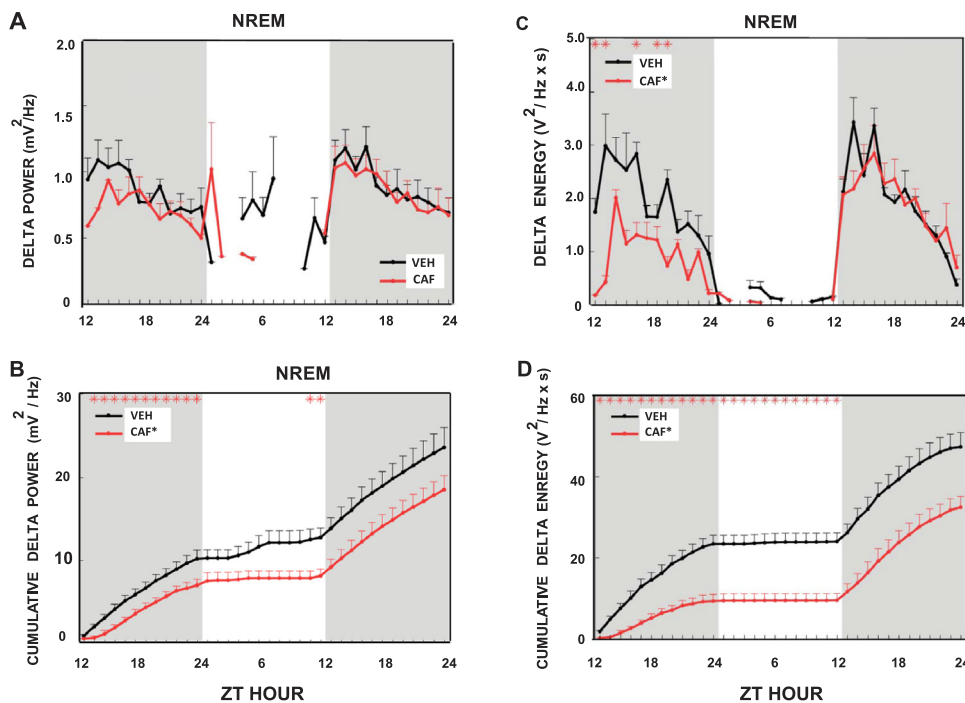 A
NREM
DELTA POWER (mV²/Hz)
2.0
1.5
1.0
0.5
0
VEH
CAF
12 18 24 6 12 18 24
C
NREM
DELTA ENERGY (V²/ Hz x s)
5.0
4.0
3.0
2.0
1.0
0
* * * * *
VEH
CAF*
12 18 24 6 12 18 24
B
NREM
CUMULATIVE DELTA POWER (mV² / Hz)
30
20
10
0
* * * * * * * * * * * * *
VEH
CAF*
12 18 24 6 12 18 24
ZT HOUR
D
CUMULATIVE DELTA ENREGY (V²/ Hz x s)
60
40
20
0
* * * * * * * * * * * * * * * * * * * * * * * *
VEH
CAF*
12 18 24 6 12 18 24
ZT HOUR